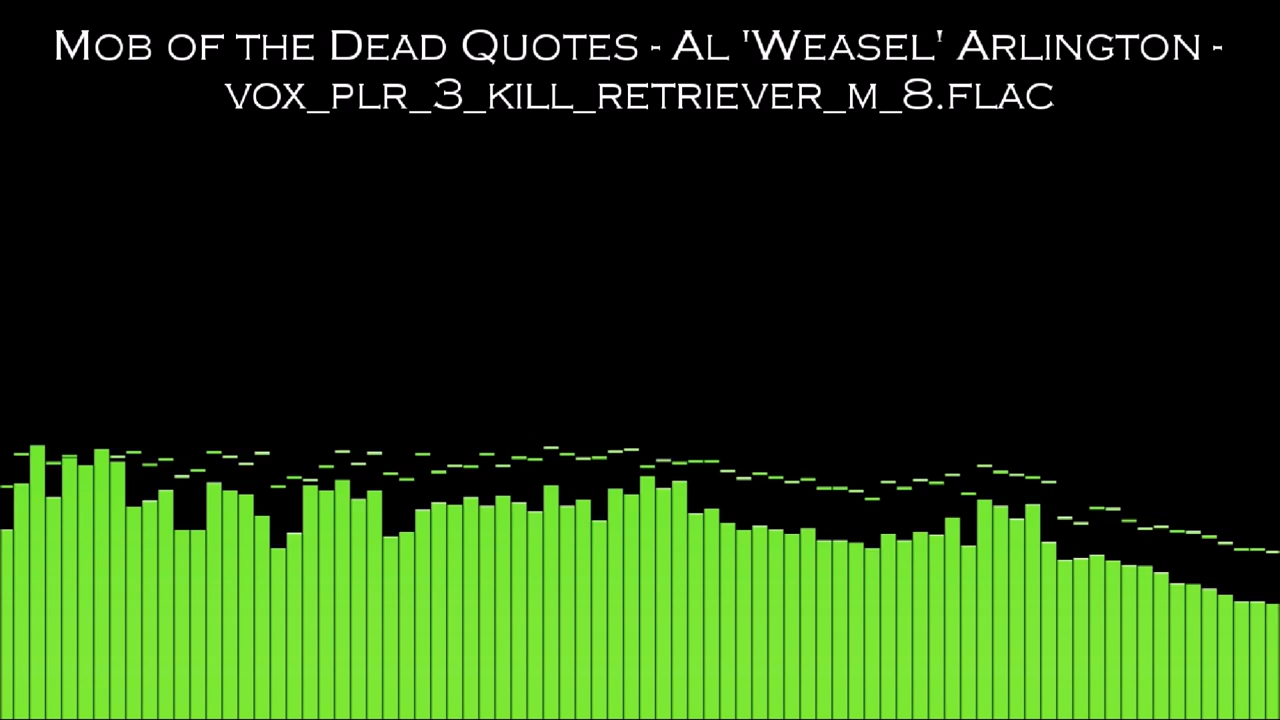 Mob of the Dead Quotes - Al 'Weasel' Arlington -
vox_plr_3_kill_retriever_m_8.flac